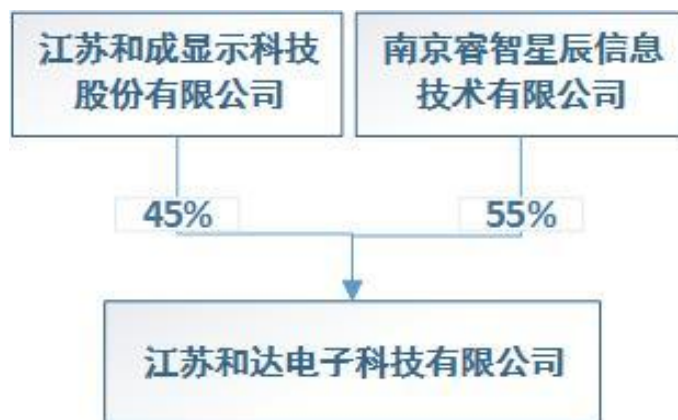 江苏和成显示科技
股份有限公司
南京睿智星辰信息
技术有限公司
45%
55%
江苏和达电子科技有限公司